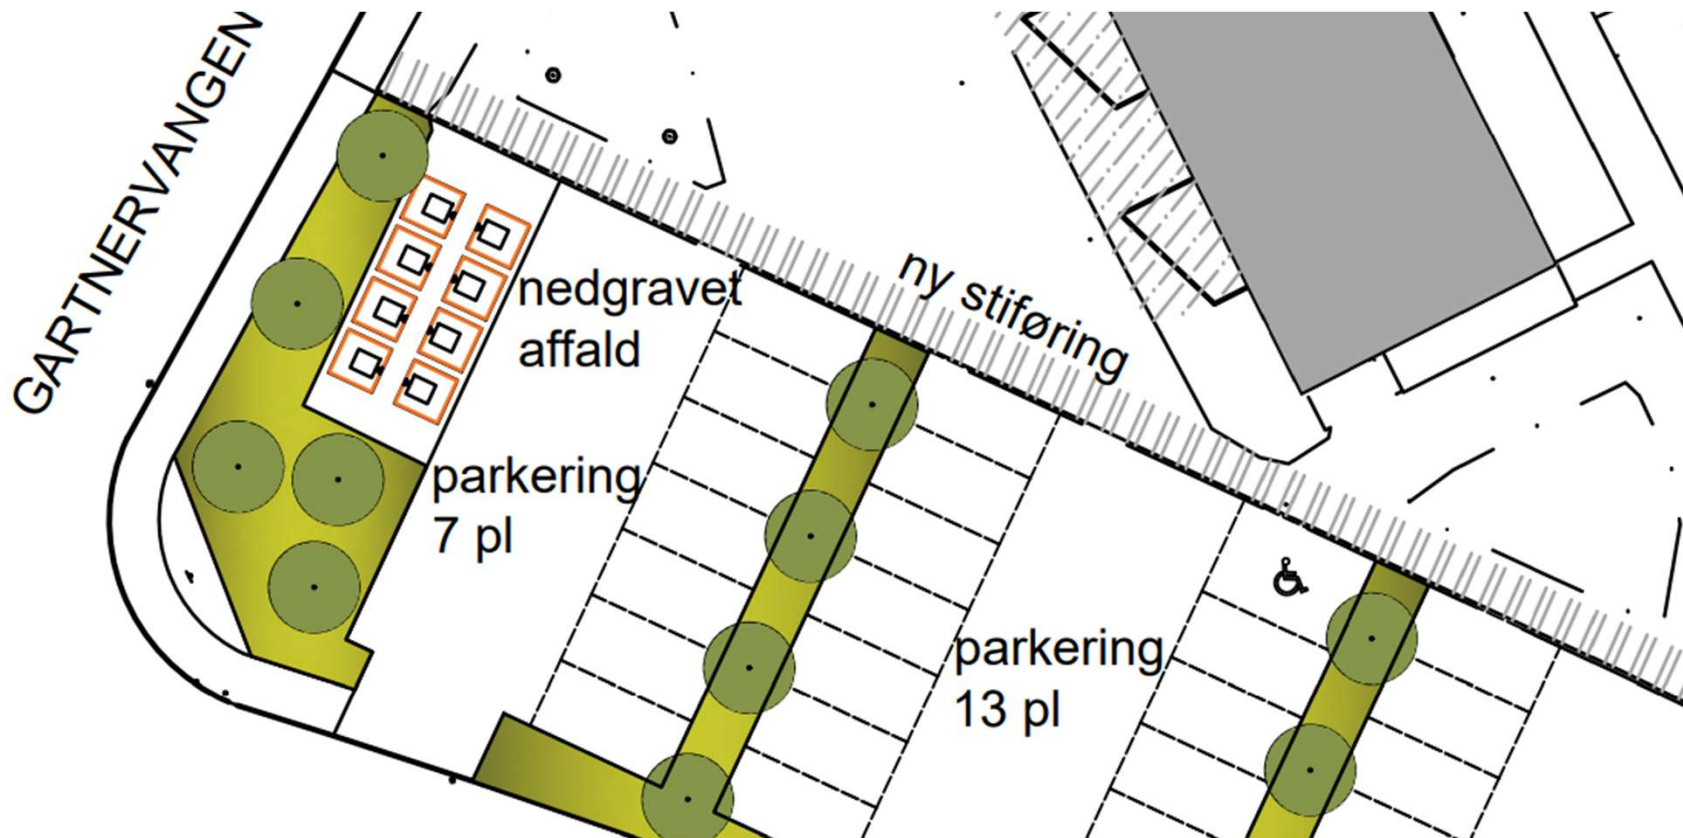 GARTNERVANGEN
nedgravet
affald
ny stiføring
parkering
7 pl
parkering
13 pl